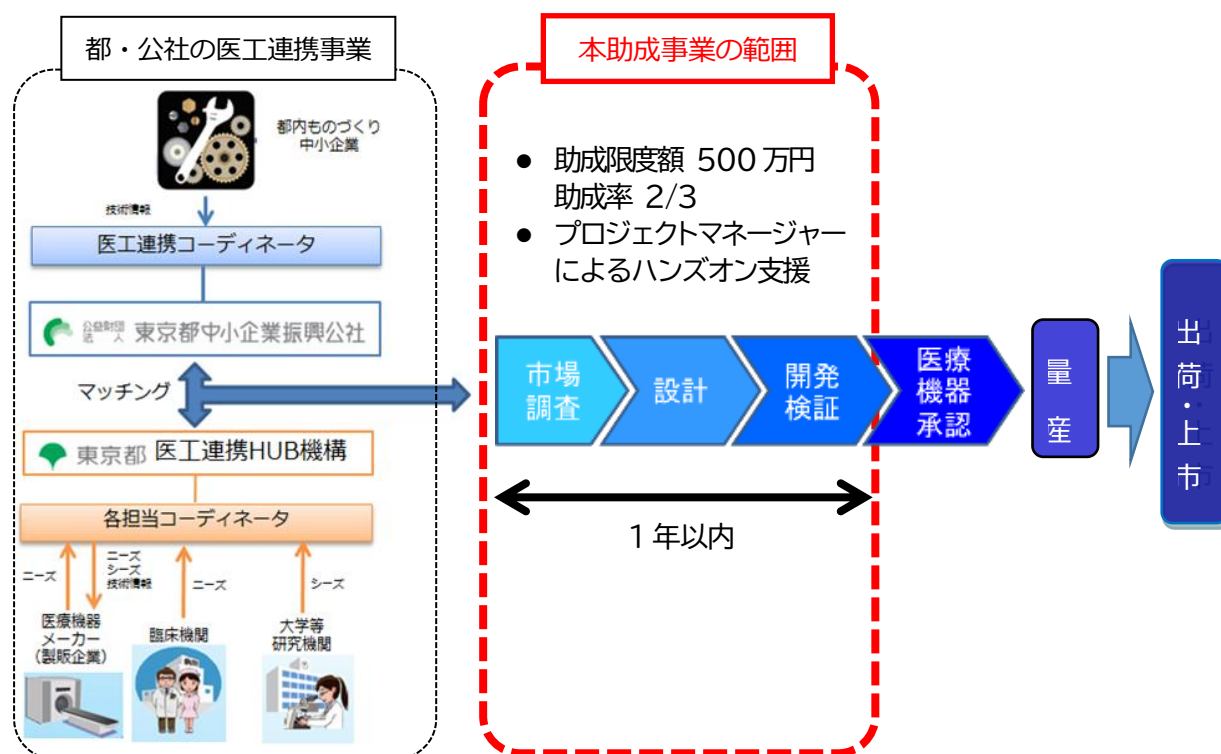 都・公社の医工連携事業
都内ものづくり
中小企業
技術情報
医工連携コーディネータ
公益財団
法 人
東京都中小企業振興公社
マッチング
東京都 医工連携HUB機構
各担当コーディネータ
ニーズ
ニーズ
シーズ
技術情報
ニーズ
シーズ
医療機器
メーカー
（製販企業）
臨床機関
大学等
研究機関
本助成事業の範囲
● 助成限度額 500 万円
助成率 2/3
● プロジェクトマネージャー
によるハンズオン支援
市場
調査
設計
開発
検証
医療
機器
承認
1 年以内
量
産
出
荷
・
上
市